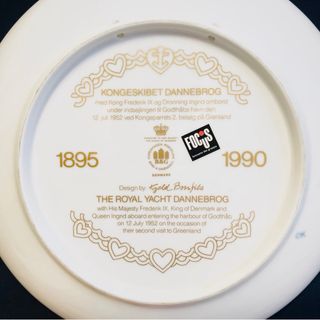 KONGESKIBET DANNEBROG
med Kong Frederik IX og Dronning Ingrid ombord
under indsejlingen til Godthåbs havn den
12. juli 1952 ved Kongeparrets 2. besøg på Grønland
FOCUS
1895
1990
B&G
DENMARK
Design by:
THE ROYAL YACHT DANNEBROG
with His Majesty Frederik IX, King of Denmark and
Queen Ingrid aboard entering the harbour of Godthåb
on 12 July 1952 on the occasion of
their second visit to Greenland